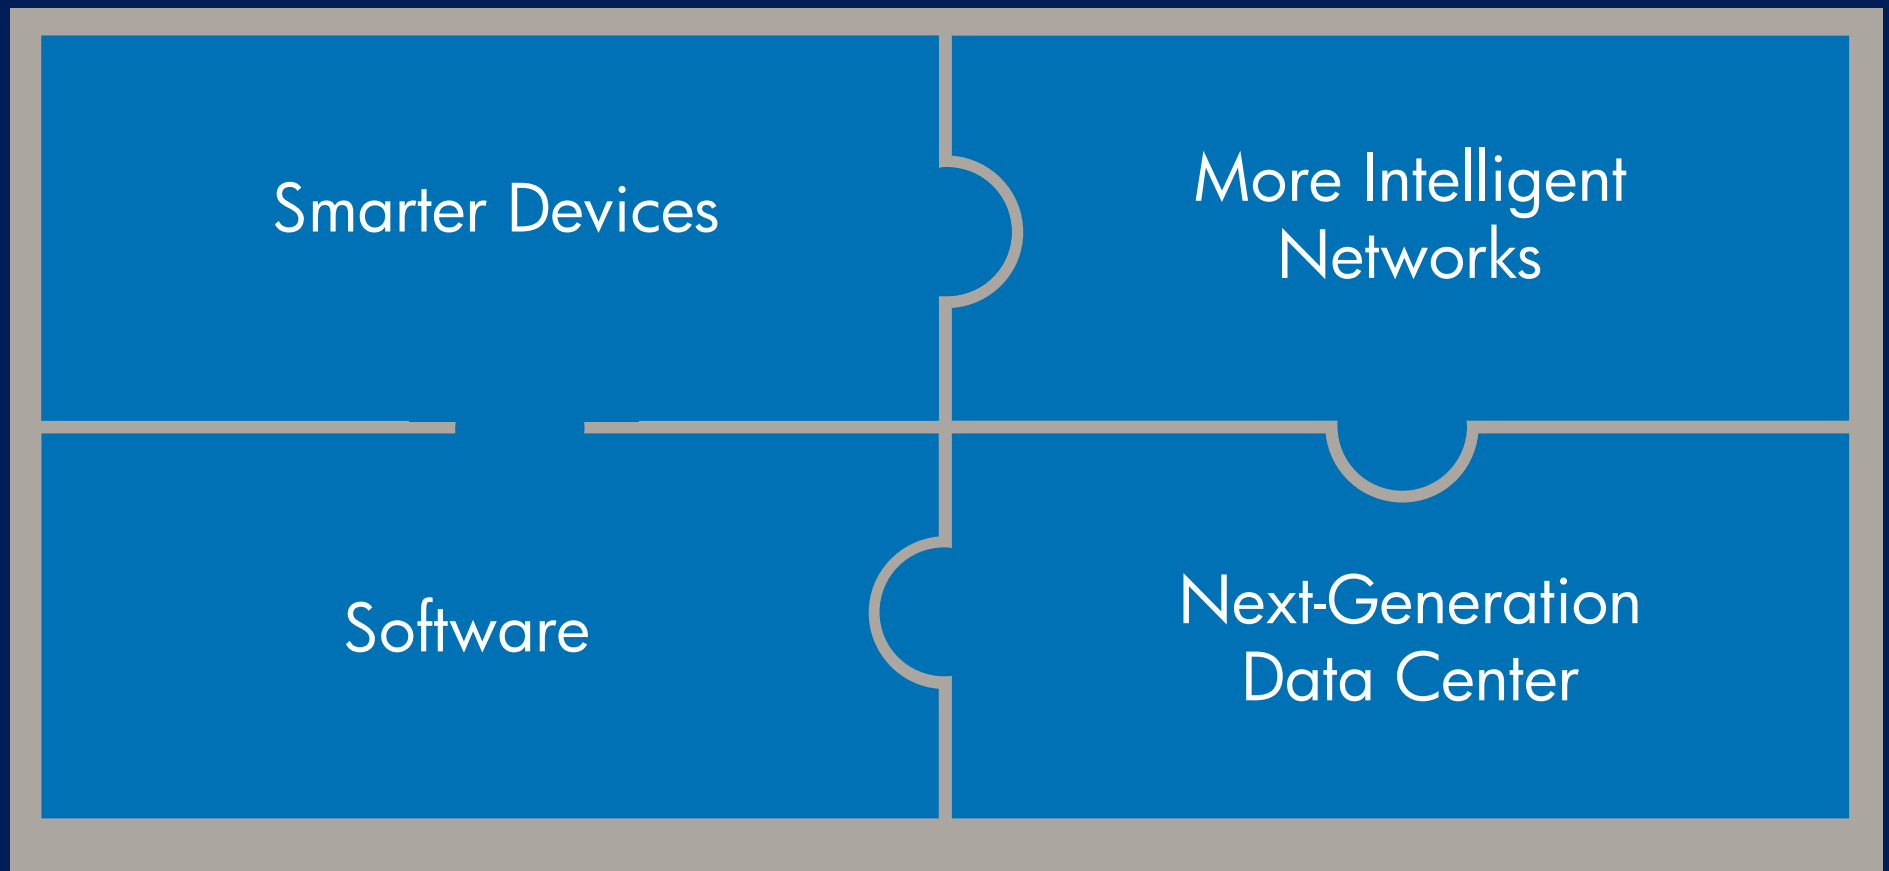 Smarter Devices
More Intelligent
Networks
Software
Next-Generation
Data Center